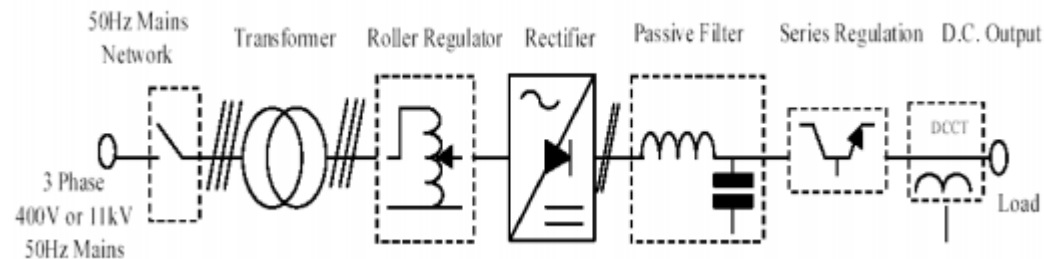 50Hz Mains
Network
Transformer
Roller Regulator
Rectifier
Passive Filter
Series Regulation
D.C. Output
DCCT
3 Phase
400V or 11kV
50Hz Mains
Load